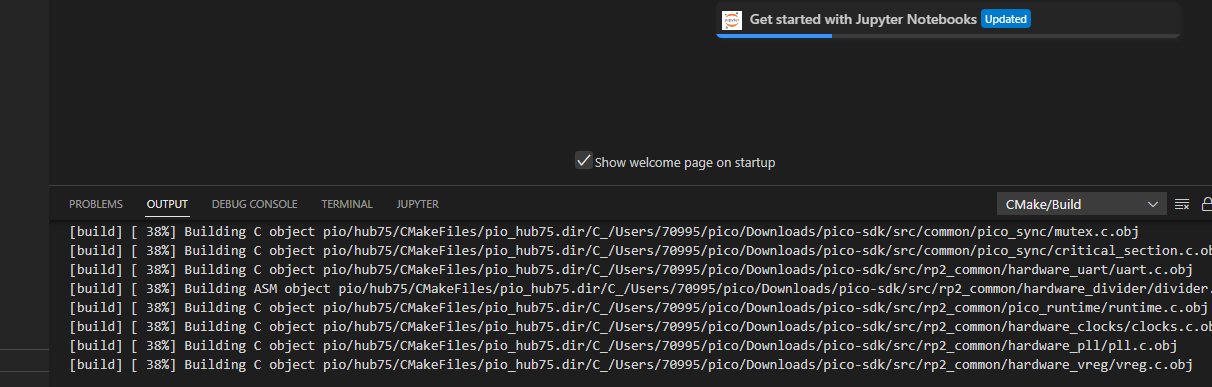 Get started with Jupyter Notebooks Updated
Show welcome page on startup
PROBLEMS OUTPUT DEBUG CONSOLE TERMINAL JUPYTER CMake/Build
[build] [ 38%] Building C object pio/hub75/CMakeFiles/pio_hub75.dir/C_/Users/70995/pico/Downloads/pico-sdk/src/common/pico_sync/mutex.c.obj
[build] [ 38%] Building C object pio/hub75/CMakeFiles/pio_hub75.dir/C_/Users/70995/pico/Downloads/pico-sdk/src/common/pico_sync/critical_section.c.ob
[build] [ 38%] Building C object pio/hub75/CMakeFiles/pio_hub75.dir/C_/Users/70995/pico/Downloads/pico-sdk/src/rp2_common/hardware_uart/uart.c.obj
[build] [ 38%] Building ASM object pio/hub75/CMakeFiles/pio_hub75.dir/C_/Users/70995/pico/Downloads/pico-sdk/src/rp2_common/hardware_divider/divider.
[build] [ 38%] Building C object pio/hub75/CMakeFiles/pio_hub75.dir/C_/Users/70995/pico/Downloads/pico-sdk/src/rp2_common/pico_runtime/runtime.c.obj
[build] [ 38%] Building C object pio/hub75/CMakeFiles/pio_hub75.dir/C_/Users/70995/pico/Downloads/pico-sdk/src/rp2_common/hardware_clocks/clocks.c.ob
[build] [ 38%] Building C object pio/hub75/CMakeFiles/pio_hub75.dir/C_/Users/70995/pico/Downloads/pico-sdk/src/rp2_common/hardware_pll/pll.c.obj
[build] [ 38%] Building C object pio/hub75/CMakeFiles/pio_hub75.dir/C_/Users/70995/pico/Downloads/pico-sdk/src/rp2_common/hardware_vreg/vreg.c.obj